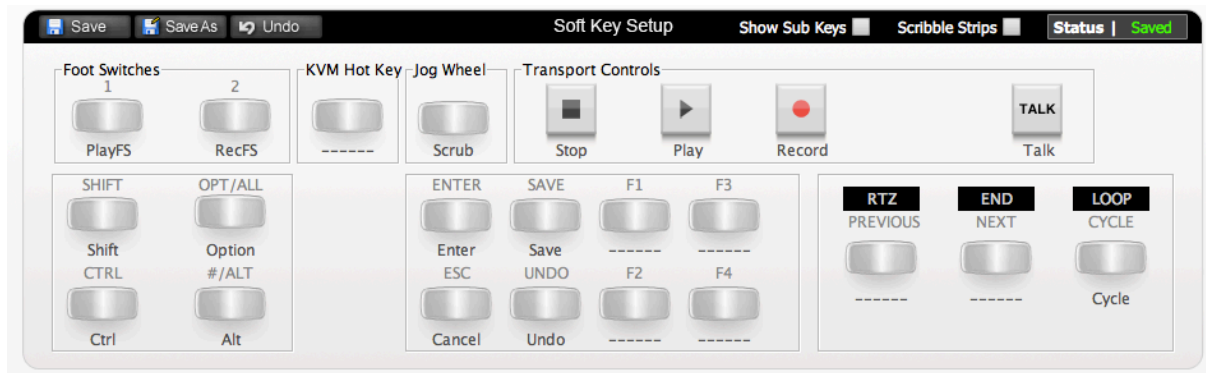 Save Save As Undo Soft Key Setup Show Sub Keys Scribble Strips Status | Saved
Foot Switches KVM Hot Key Jog Wheel Transport Controls
1 2
TALK
PlayFS RecFS ------ Scrub Stop Play Record Talk
SHIFT OPT/ALL ENTER SAVE F1 F3
RTZ END LOOP
PREVIOUS NEXT CYCLE
Shift Option Enter Save ------ ------
CTRL #/ALT ESC UNDO F2 F4
------ ------ Cycle
Ctrl Alt Cancel Undo ------ ------